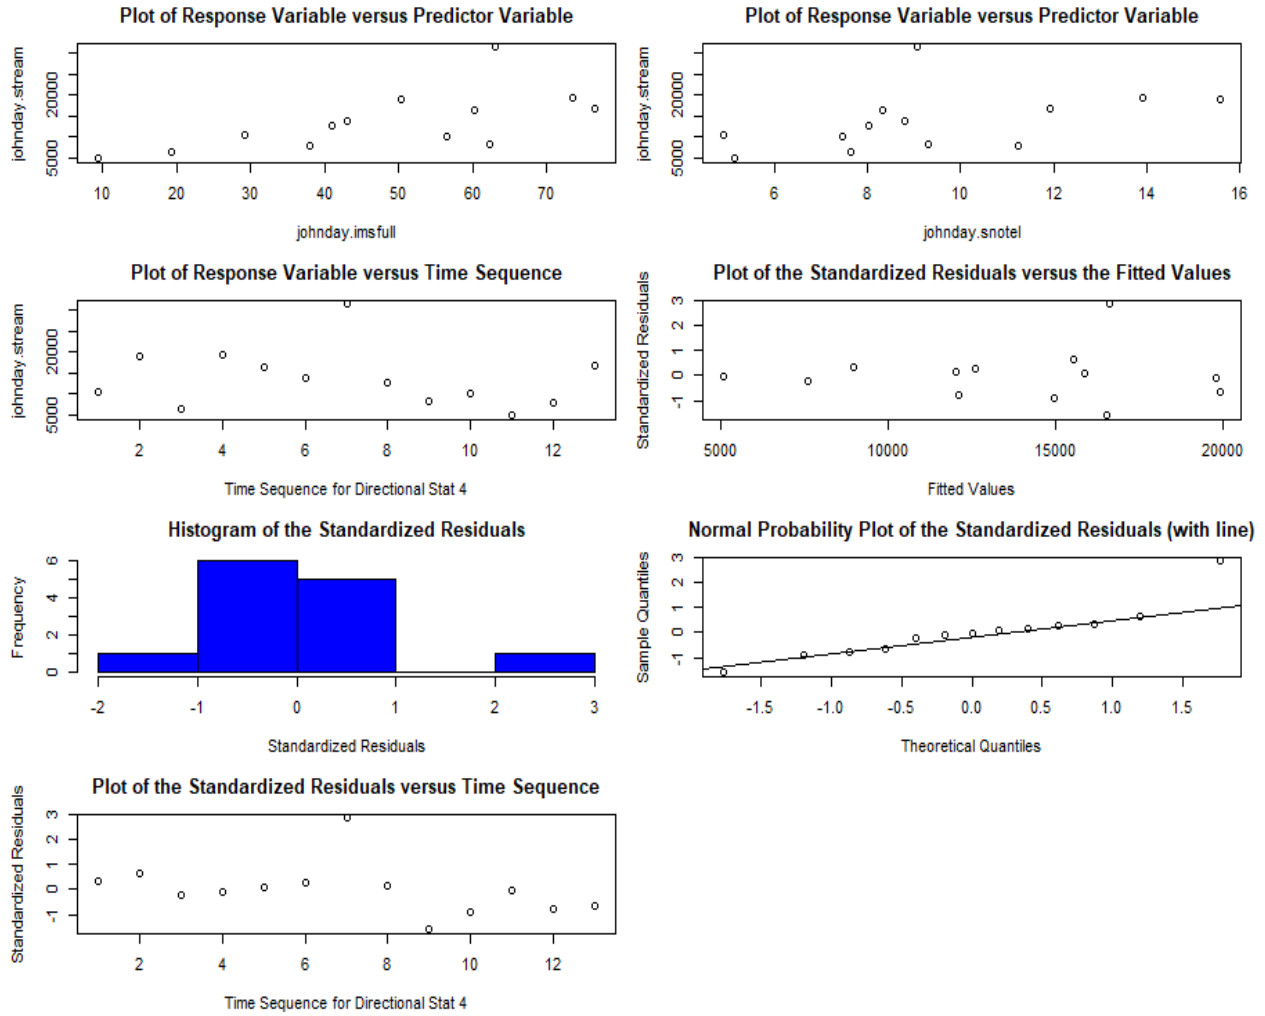 Plot of Response Variable versus Predictor Variable
johnday.stream
20000
5000
10 20 30 40 50 60 70
johnday.imsfull
Plot of Response Variable versus Predictor Variable
johnday.stream
20000
5000
6 8 10 12 14 16
johnday.snotel
Plot of Response Variable versus Time Sequence
johnday.stream
20000
5000
2 4 6 8 10 12
Time Sequence for Directional Stat 4
Plot of the Standardized Residuals versus the Fitted Values
Standardized Residuals
3
2
1
0
-1
5000 10000 15000 20000
Fitted Values
Histogram of the Standardized Residuals
Frequency
6
4
2
0
-2 -1 0 1 2 3
Standardized Residuals
Normal Probability Plot of the Standardized Residuals (with line)
Sample Quantiles
3
2
1
0
-1
-1.5 -1.0 -0.5 0.0 0.5 1.0 1.5
Theoretical Quantiles
Plot of the Standardized Residuals versus Time Sequence
Standardized Residuals
3
2
1
0
-1
2 4 6 8 10 12
Time Sequence for Directional Stat 4